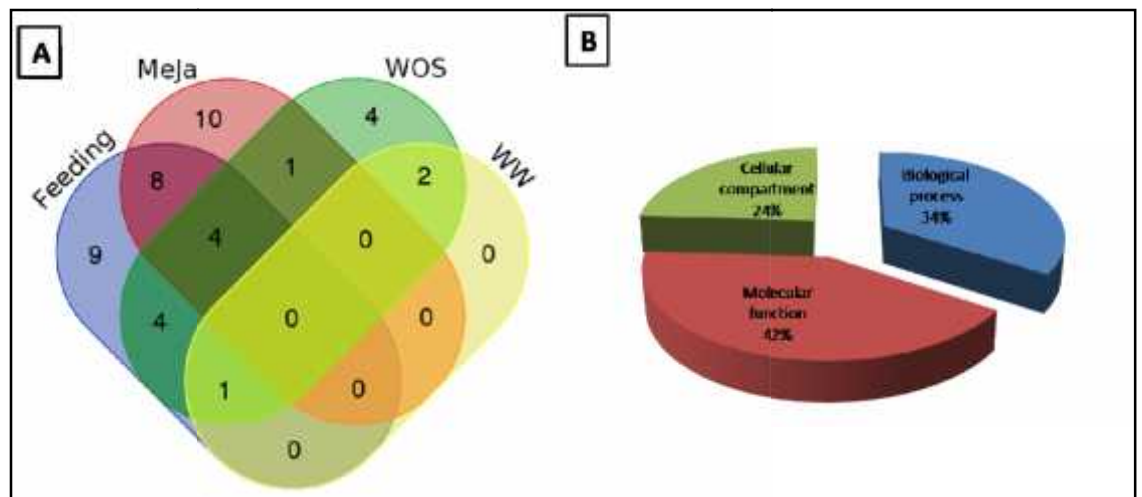 A
B
MeJa
WOS
Feeding
WW
10
4
8
1
2
9
4
0
0
4
0
0
1
0
0
Cellular
compartment
24%
Biological
process
34%
Molecular
function
42%